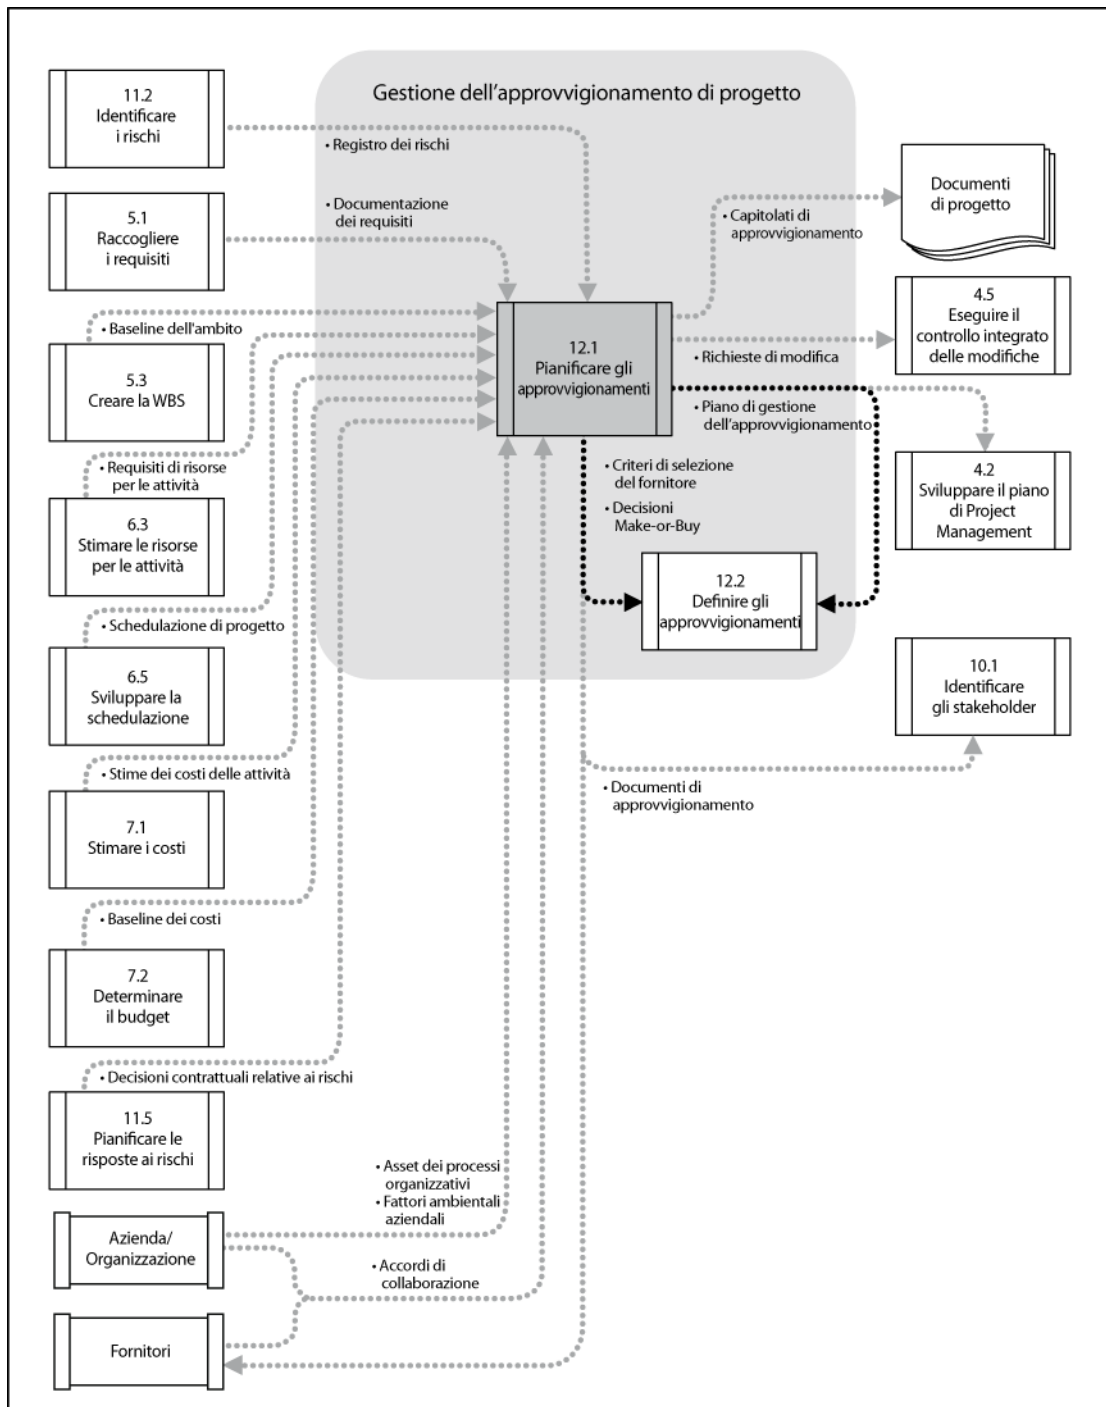 Gestione dell'approvvigionamento di progetto
11.2
Identificare
i rischi
• Registro dei rischi
5.1
Raccogliere
i requisiti
• Documentazione
dei requisiti
• Baseline dell'ambito
5.3
Creare la WBS
• Requisiti di risorse
per le attività
6.3
Stimare le risorse
per le attività
• Schedulazione di progetto
6.5
Sviluppare la
schedulazione
• Stime dei costi delle attività
7.1
Stimare i costi
• Baseline dei costi
7.2
Determinare
il budget
• Decisioni contrattuali relative ai rischi
11.5
Pianificare le
risposte ai rischi
• Asset dei processi
organizzativi
• Fattori ambientali
aziendali
Azienda/
Organizzazione
• Accordi di
collaborazione
Fornitori
12.1
Pianificare gli
approvvigionamenti
• Criteri di selezione
del fornitore
• Decisioni
Make-or-Buy
12.2
Definire gli
approvvigionamenti
• Capitolati di
approvvigionamento
Documenti
di progetto
• Richieste di modifica
4.5
Eseguire il
controllo integrato
delle modifiche
• Piano di gestione
dell'approvvigionamento
4.2
Sviluppare il piano
di Project
Management
10.1
Identificare
gli stakeholder
• Documenti di
approvvigionamento